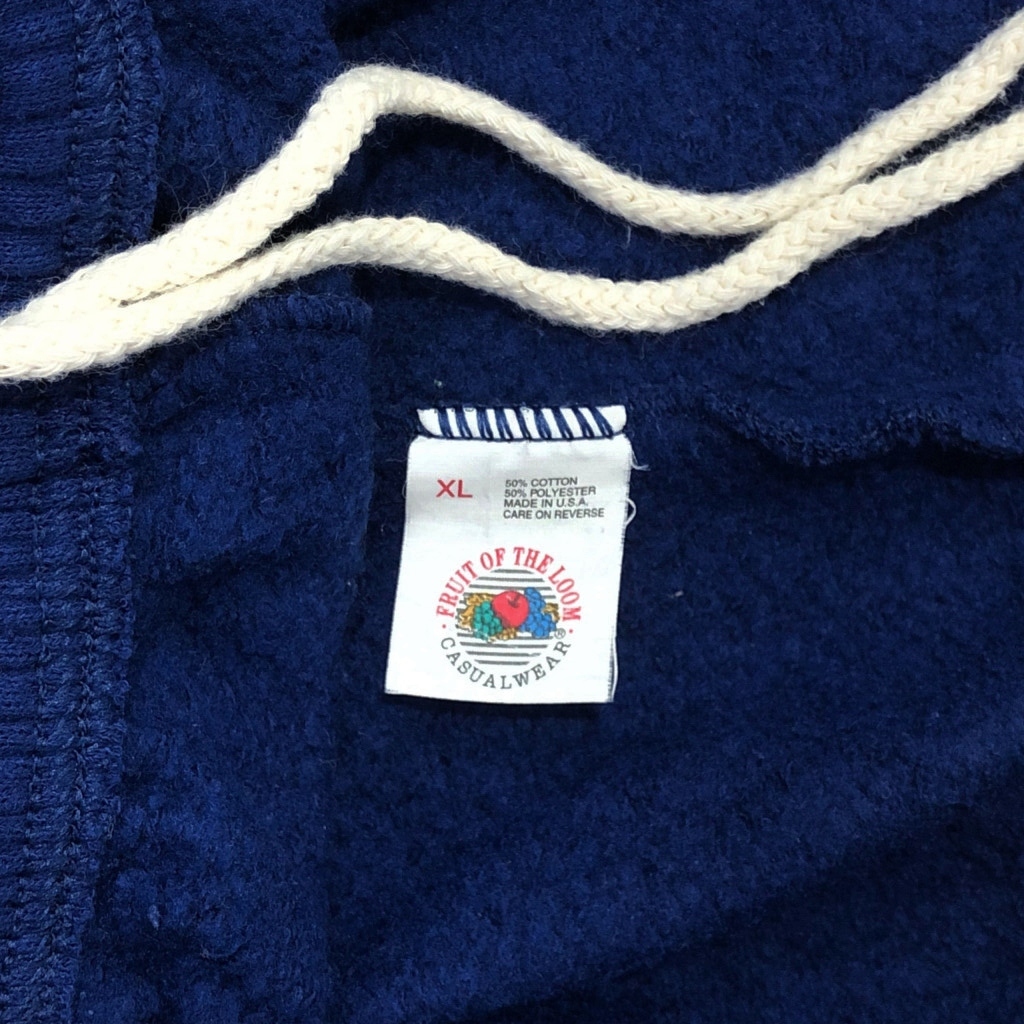 XL
50% COTTON
50% POLYESTER
MADE IN U.S.A.
CARE ON REVERSE
· FRUIT OF THE LOOM ·
CASUALWEAR®